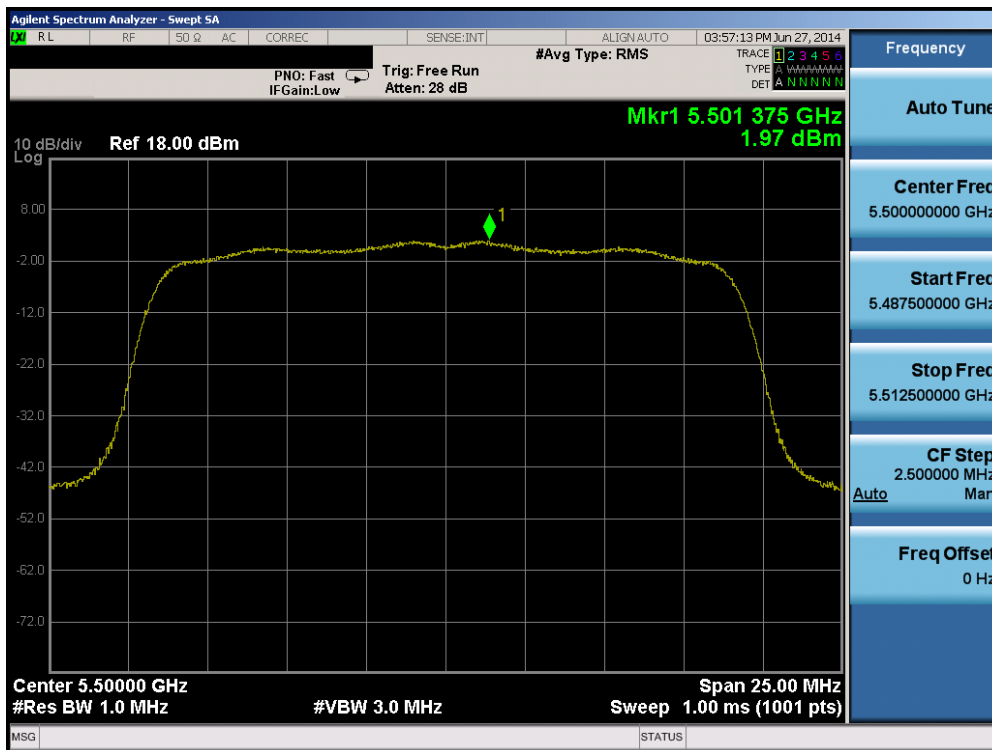 Agilent Spectrum Analyzer - Swept SA
LXI RL RF 50 Ω AC CORREC SENSE:INT ALIGNAUTO 03:57:13 PM Jun 27, 2014
PNO: Fast Trig: Free Run #Avg Type: RMS TRACE 1 2 3 4 5 6
IFGain:Low Atten: 28 dB TYPE A WWWWW
DET A N N N N N
Mkr1 5.501 375 GHz
1.97 dBm
10 dB/div Ref 18.00 dBm
Log
1
8.00
-2.00
-12.0
-22.0
-32.0
-42.0
-52.0
-62.0
-72.0
Center 5.50000 GHz Span 25.00 MHz
#Res BW 1.0 MHz #VBW 3.0 MHz Sweep 1.00 ms (1001 pts)
MSG STATUS
Frequency
Auto Tune
Center Freq
5.500000000 GHz
Start Freq
5.487500000 GHz
Stop Freq
5.512500000 GHz
CF Step
2.500000 MHz
Auto Man
Freq Offset
0 Hz